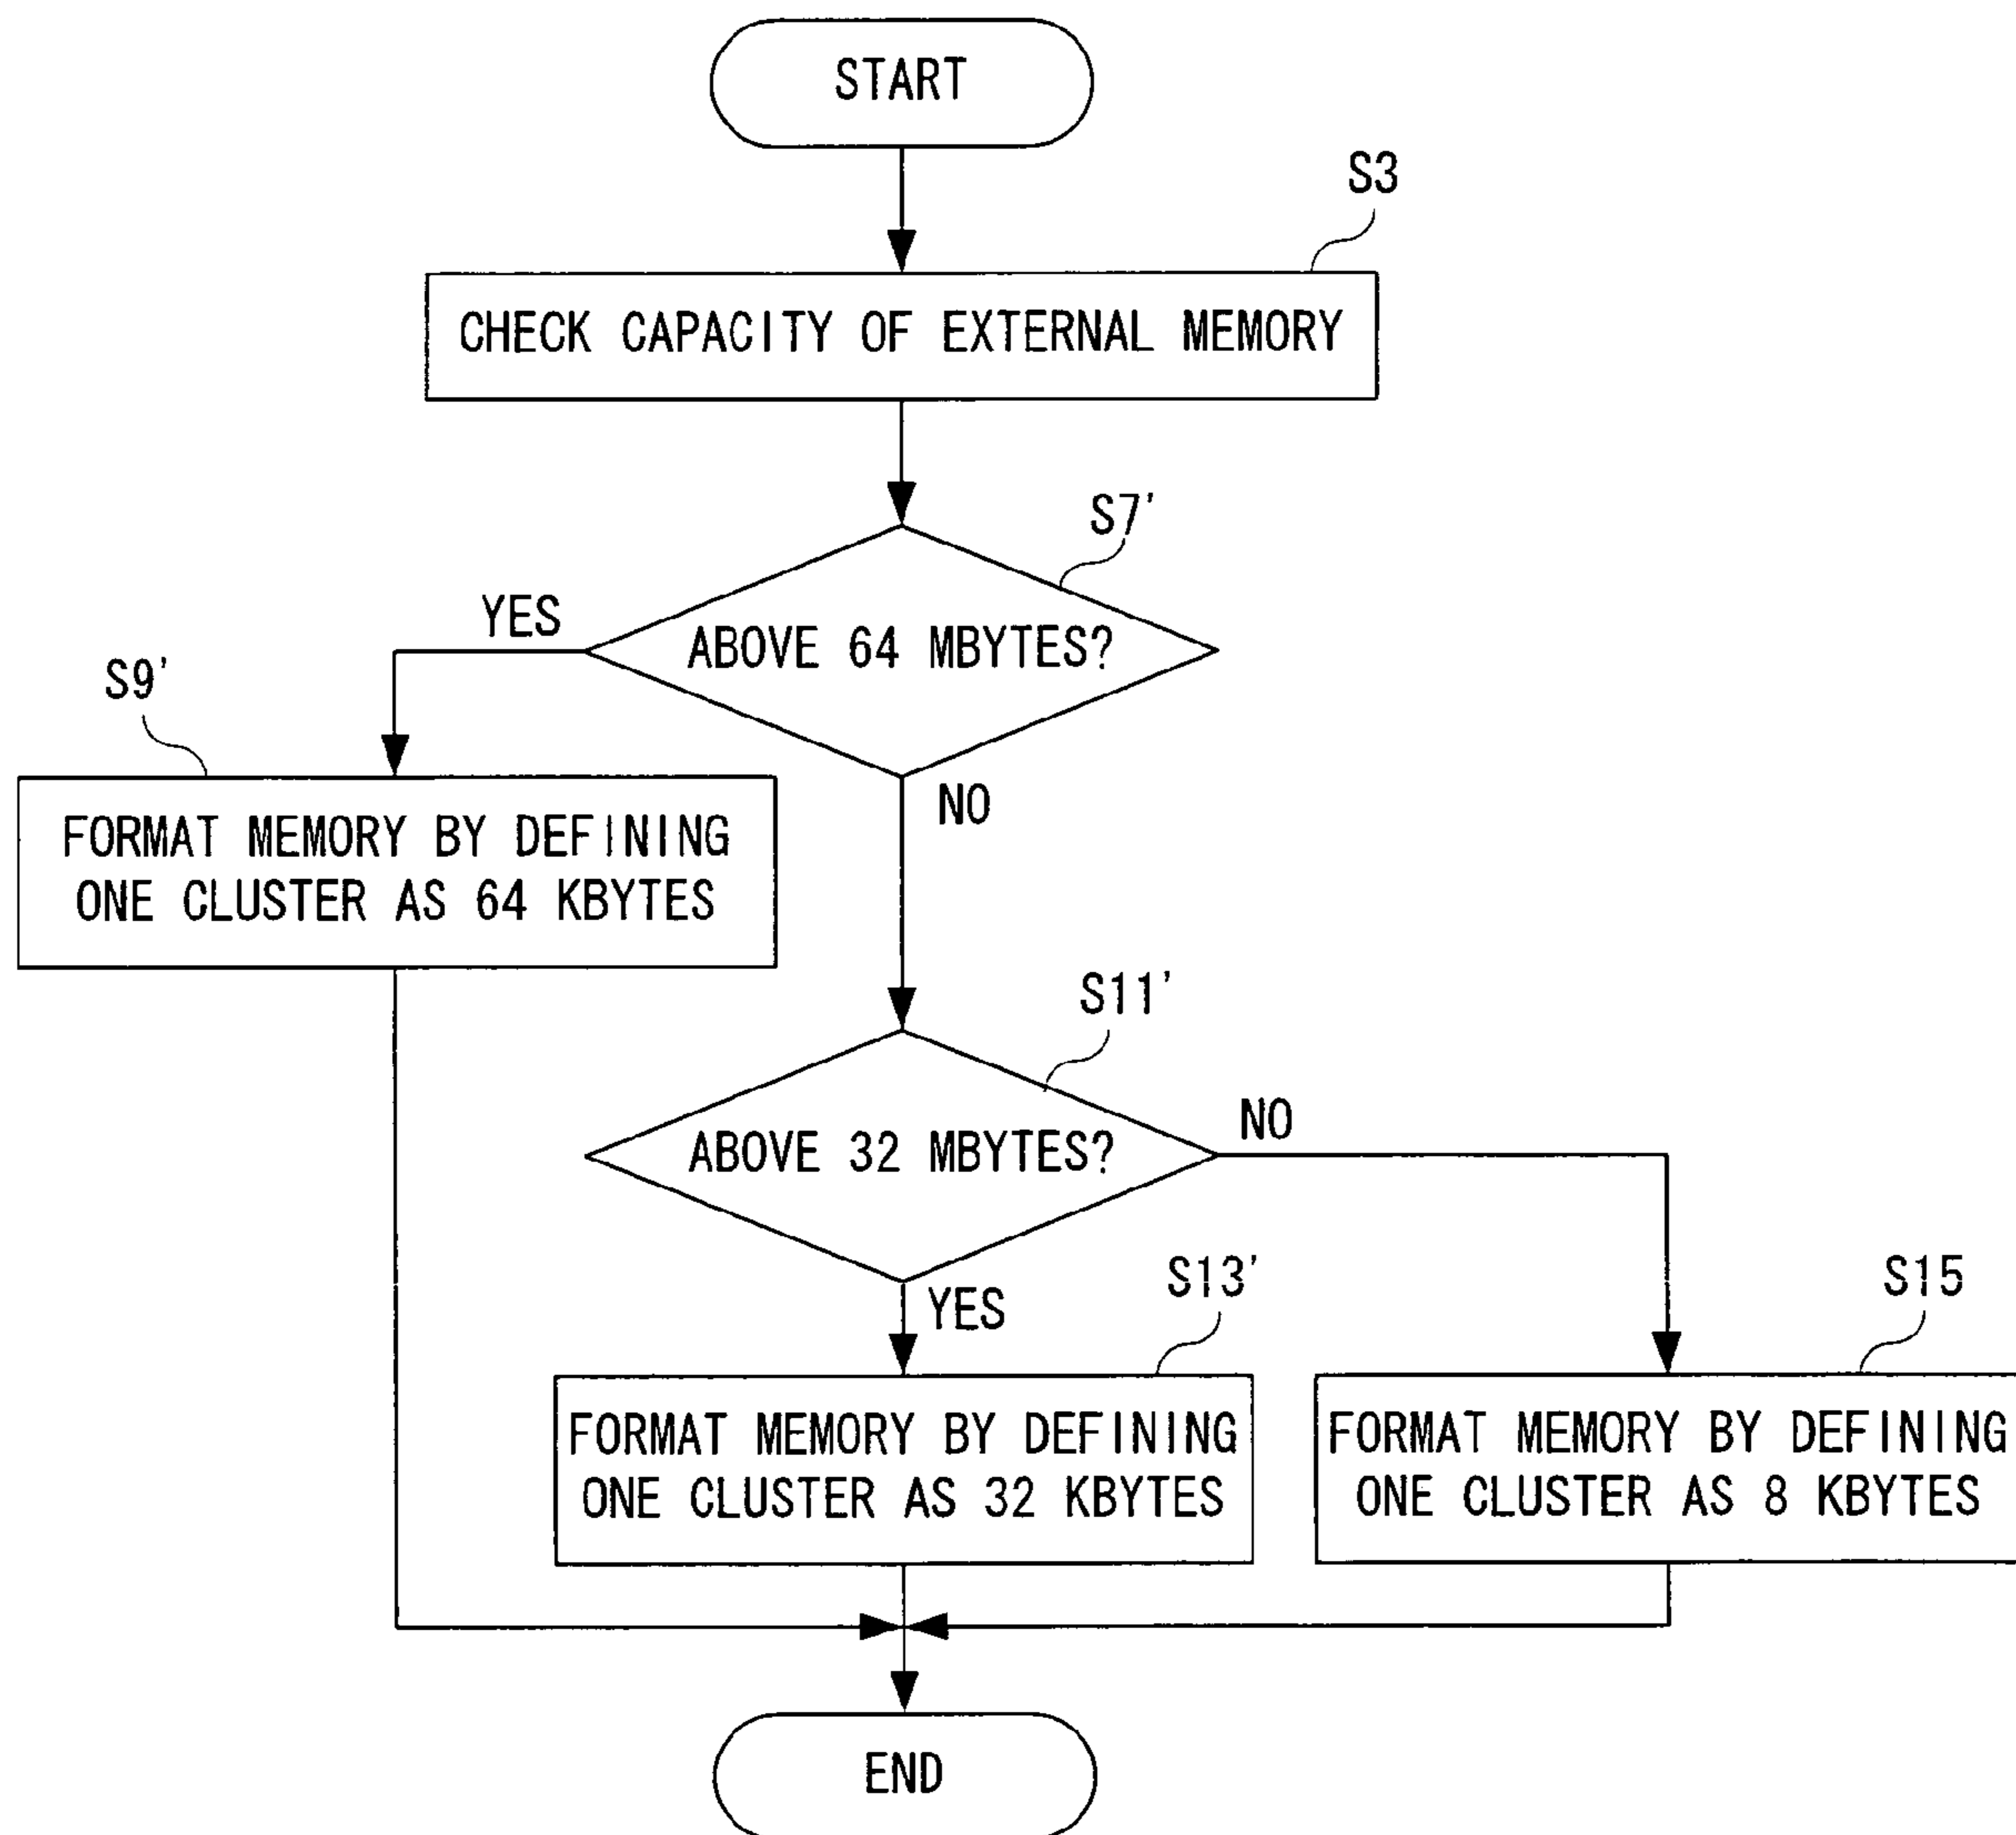 START
S3
CHECK CAPACITY OF EXTERNAL MEMORY
S7'
ABOVE 64 MBYTES?
YES
NO
S9'
FORMAT MEMORY BY DEFINING
ONE CLUSTER AS 64 KBYTES
S11'
ABOVE 32 MBYTES?
NO
YES
S13'
FORMAT MEMORY BY DEFINING
ONE CLUSTER AS 32 KBYTES
S15
FORMAT MEMORY BY DEFINING
ONE CLUSTER AS 8 KBYTES
END